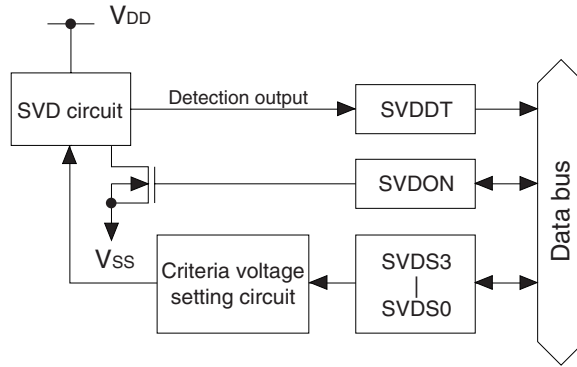 VDD
SVD circuit
Detection output
SVDDT
SVDON
VSS
Criteria voltage
setting circuit
SVDS3
|
SVDS0
Data bus